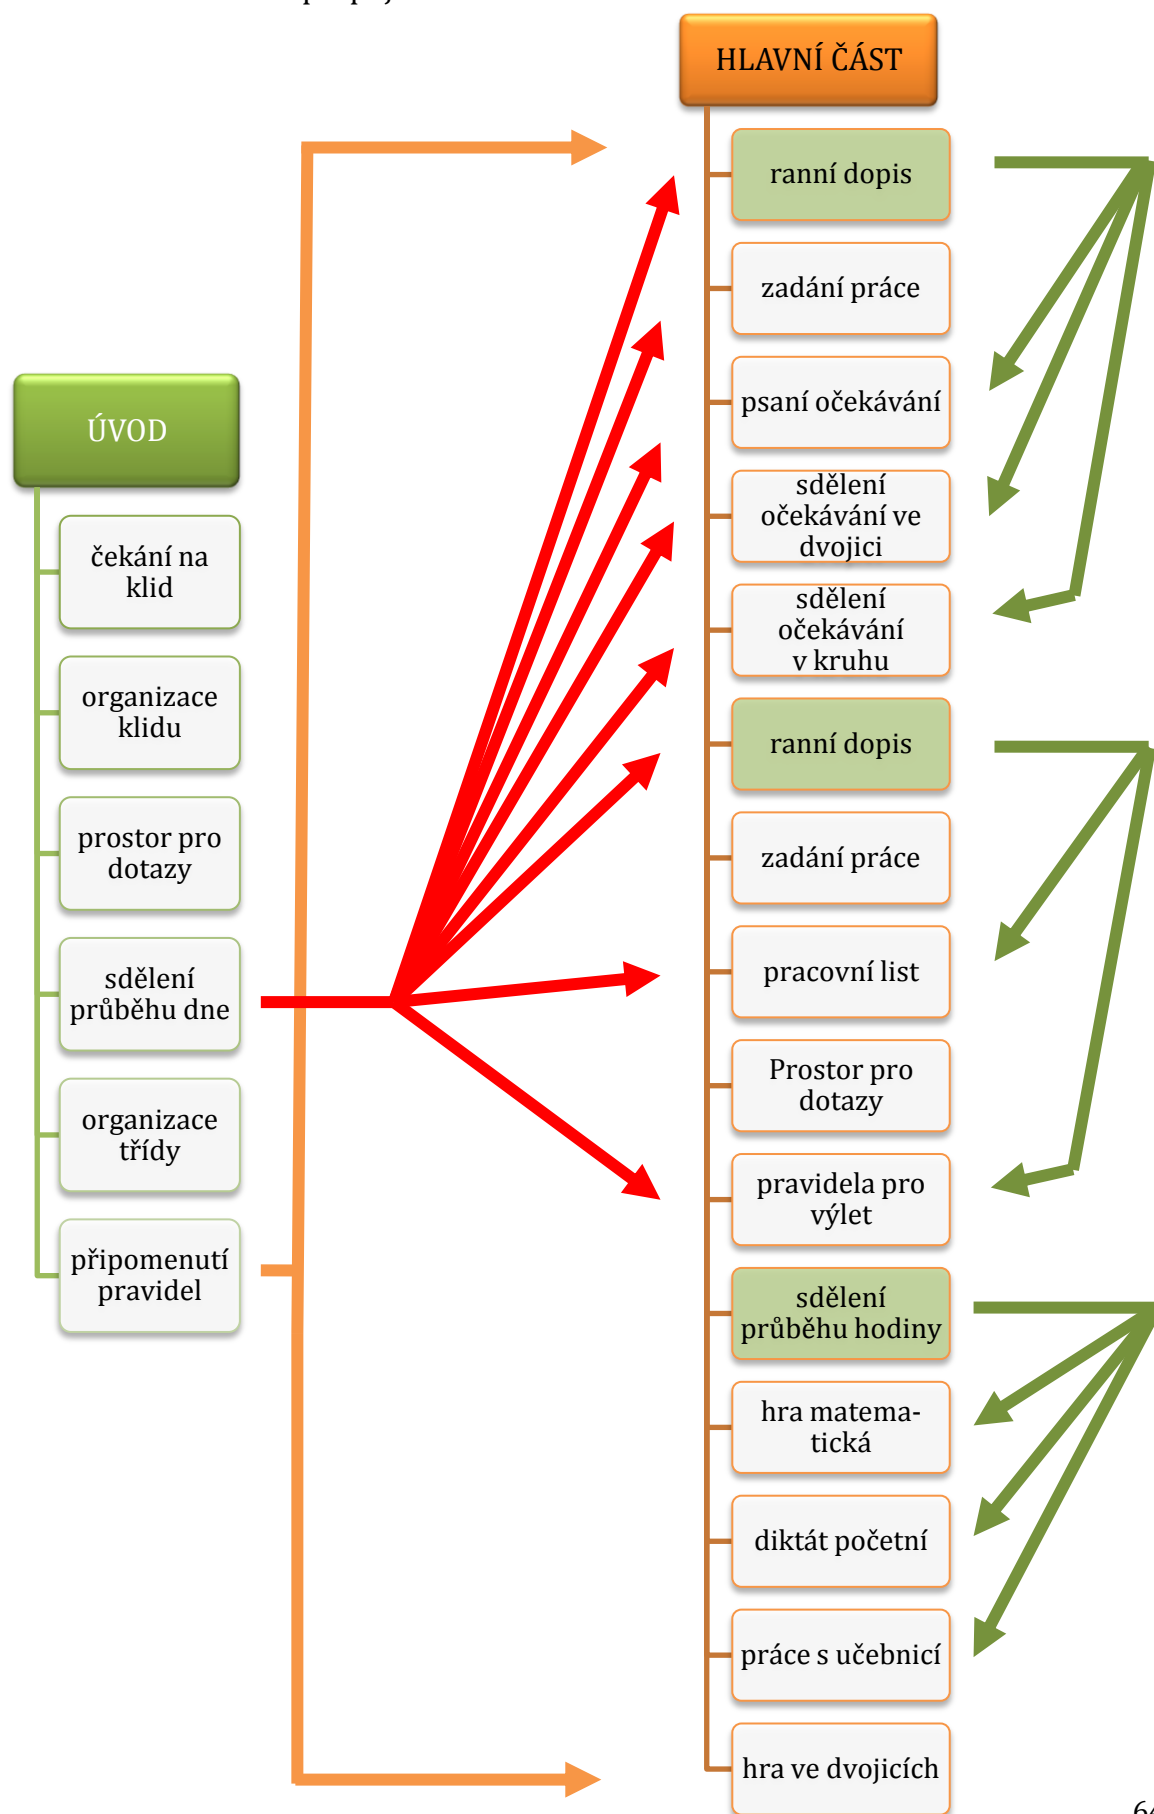 HLAVNÍ ČÁST
ranní dopis
zadání práce
psaní očekávání
sdělení
očekávání ve
dvojici
sdělení
očekávání
v kruhu
ranní dopis
zadání práce
pracovní list
Prostor pro
dotazy
pravidela pro
výlet
sdělení
průběhu hodiny
hra matema-
tická
diktát početní
práce s učebnicí
hra ve dvojicích
ÚVOD
čekání na
klid
organizace
klidu
prostor pro
dotazy
sdělení
průběhu dne
organizace
třídy
připomenutí
pravidel